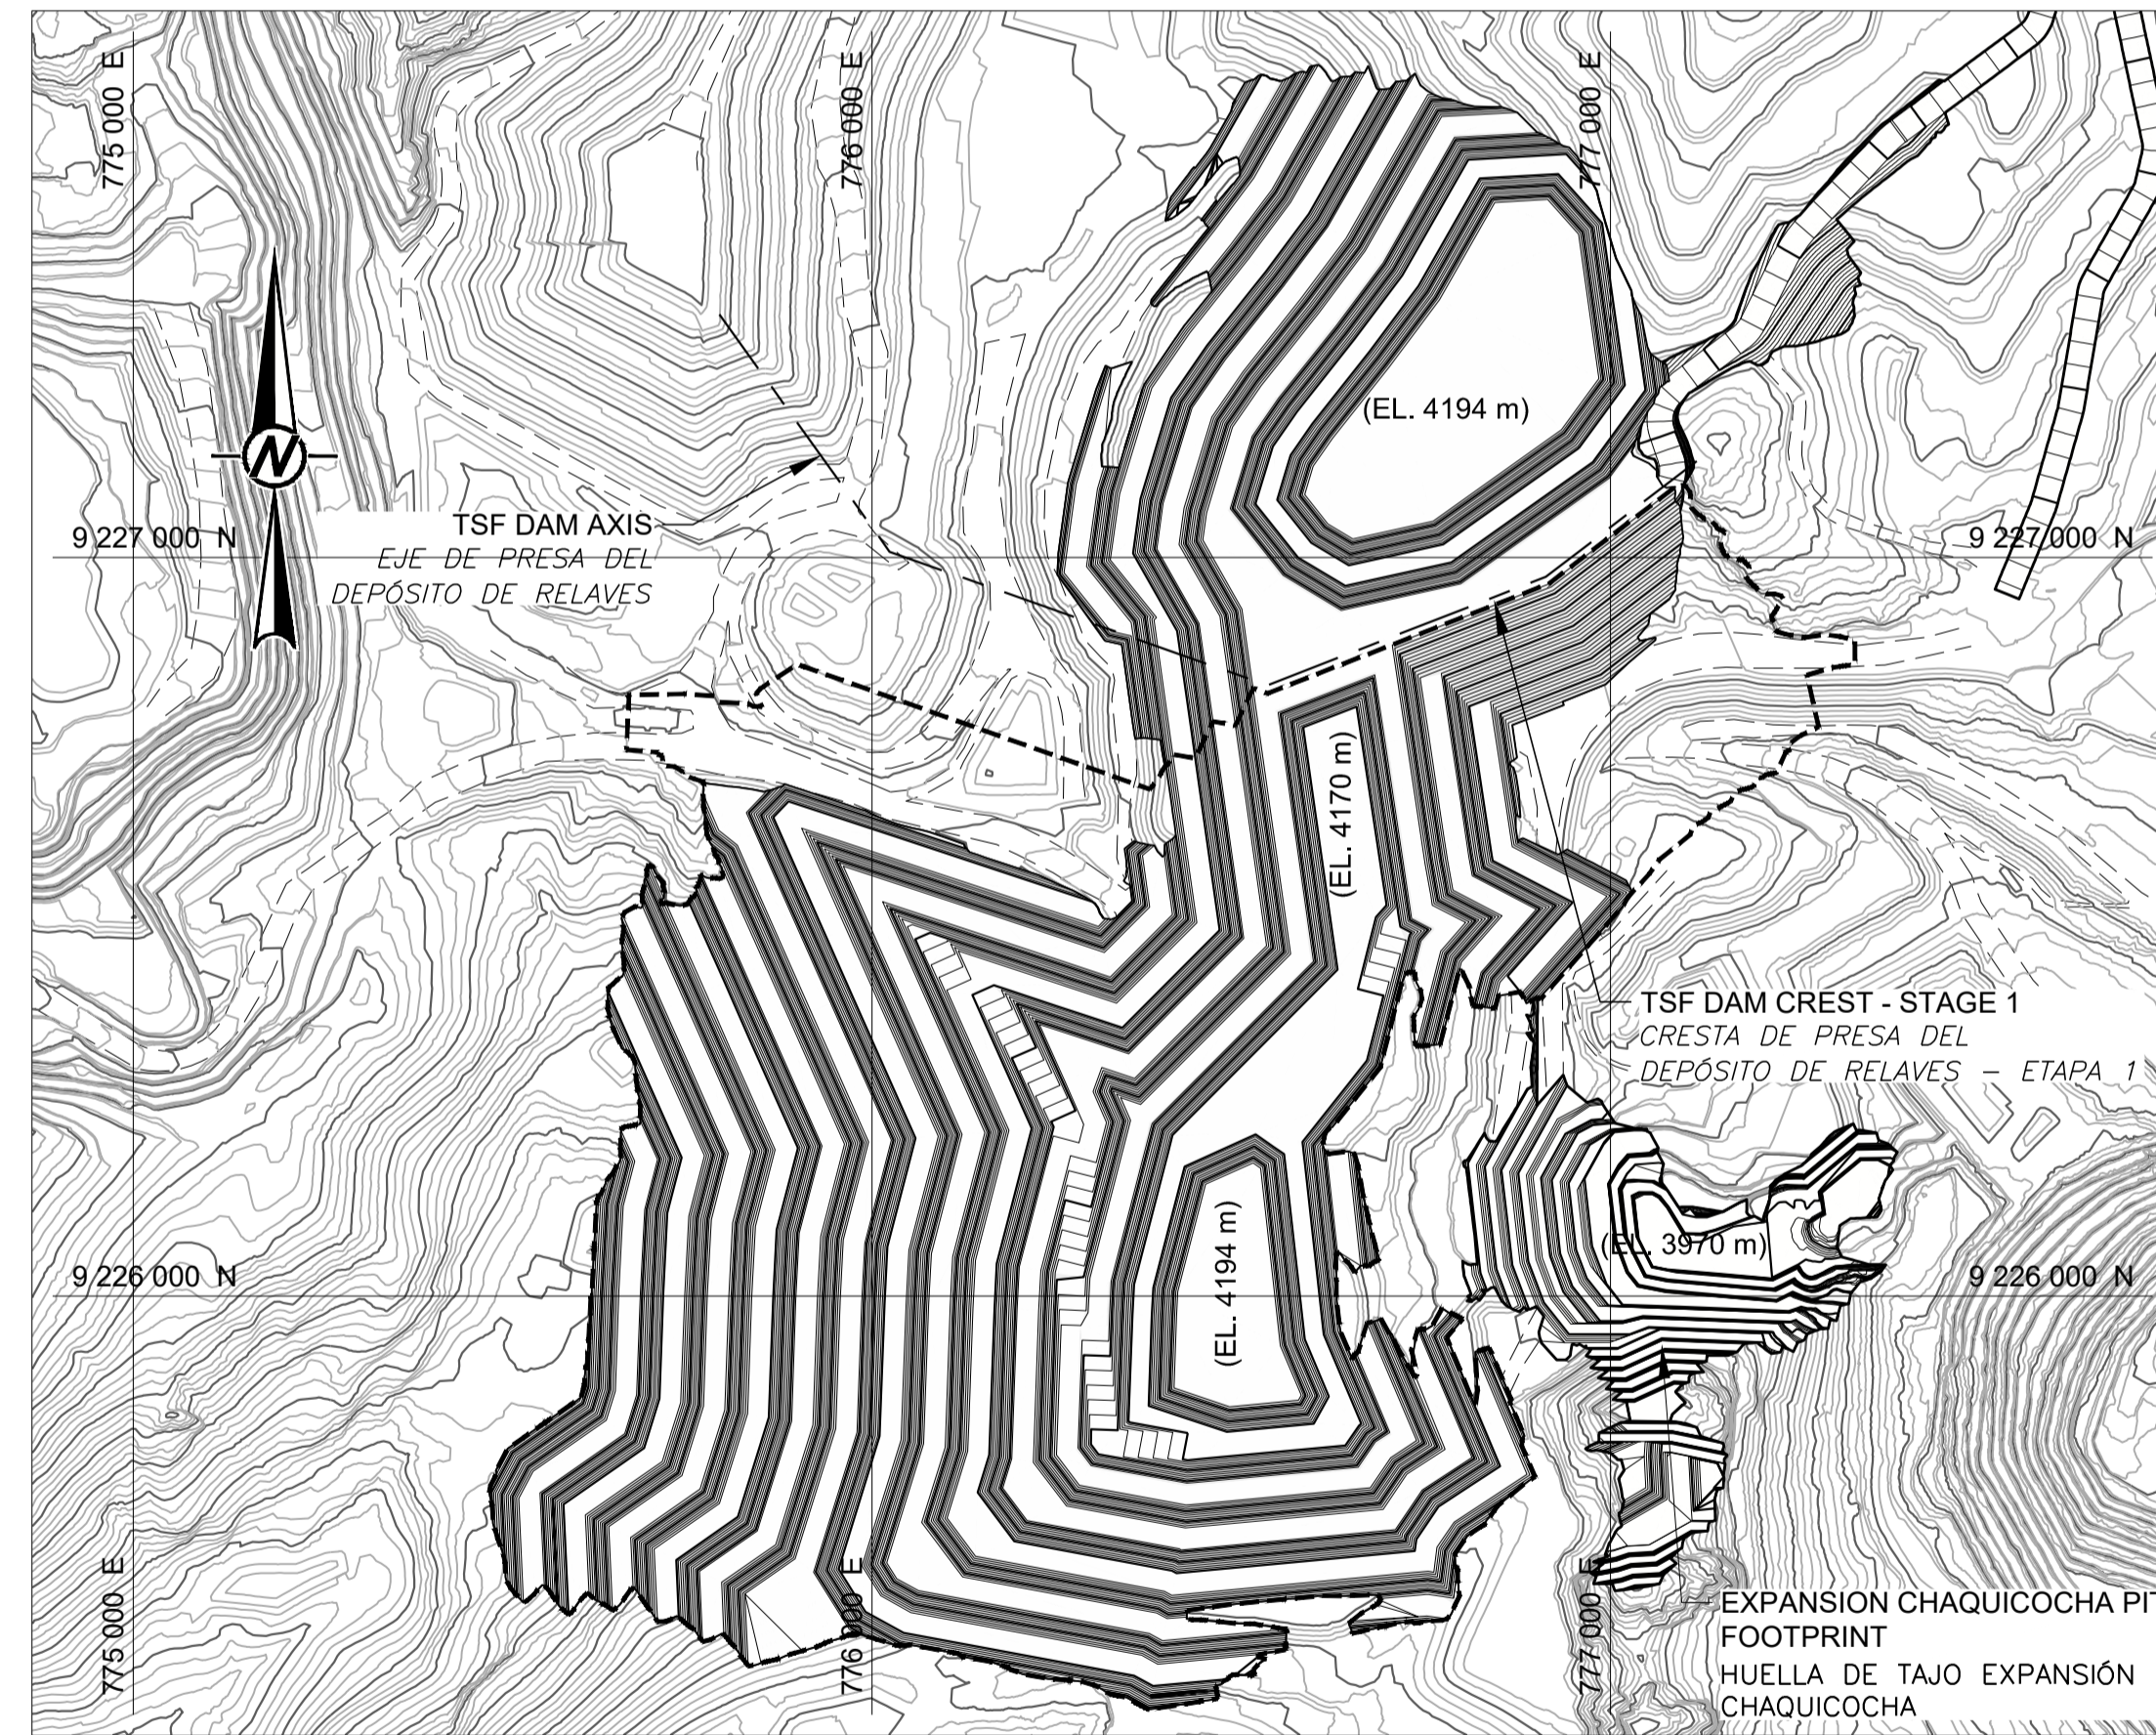 775 000 E
776 000 E
777 000 E
(EL. 4194 m)
N
TSF DAM AXIS
EJE DE PRESA DEL
DEPÓSITO DE RELAVES
9 227 000 N
9 227 000 N
(EL. 4170 m)
TSF DAM CREST - STAGE 1
CRESTA DE PRESA DEL
DEPÓSITO DE RELAVES – ETAPA 1
(EL. 4194 m)
(EL. 3970 m)
9 226 000 N
9 226 000 N
775 000 E
776 000 E
777 000 E
EXPANSION CHAQUICOCHA PIT
FOOTPRINT
HUELLA DE TAJO EXPANSIÓN
CHAQUICOCHA